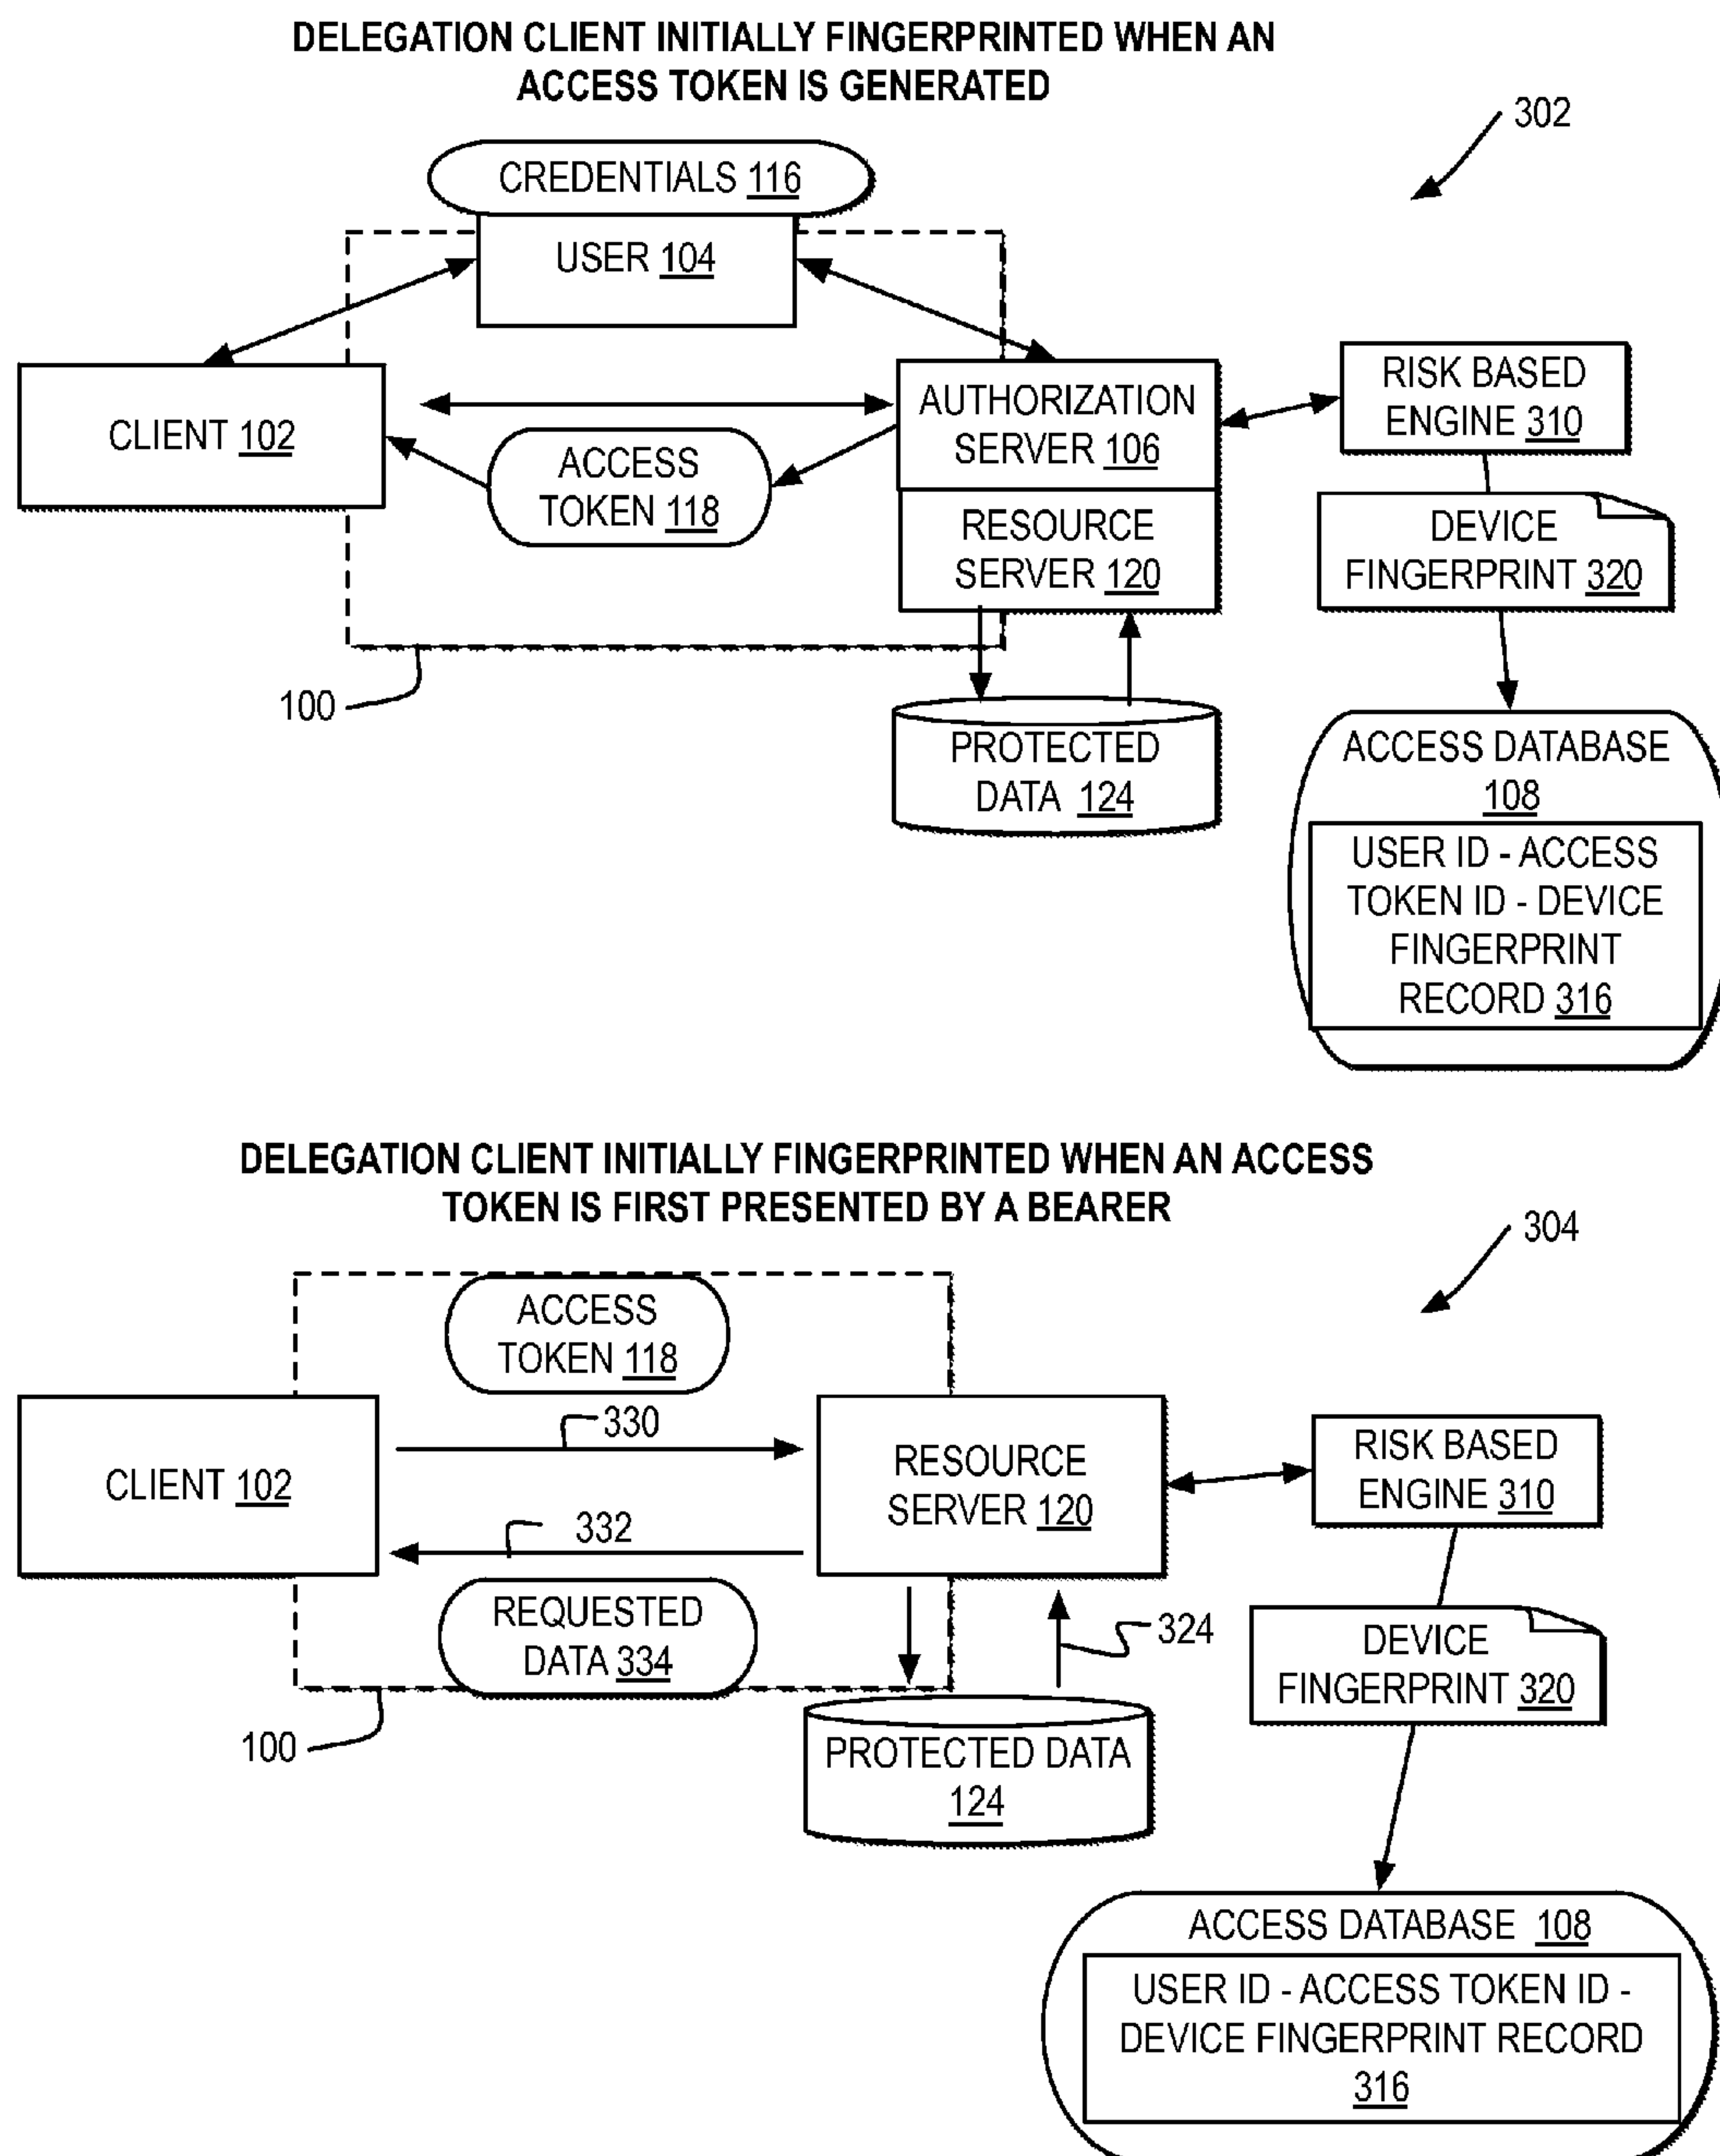 DELEGATION CLIENT INITIALLY FINGERPRINTED WHEN AN
ACCESS TOKEN IS GENERATED
302
CREDENTIALS 116
USER 104
CLIENT 102
ACCESS
TOKEN 118
AUTHORIZATION
SERVER 106
RESOURCE
SERVER 120
RISK BASED
ENGINE 310
DEVICE
FINGERPRINT 320
100
PROTECTED
DATA 124
ACCESS DATABASE
108
USER ID - ACCESS
TOKEN ID - DEVICE
FINGERPRINT
RECORD 316
DELEGATION CLIENT INITIALLY FINGERPRINTED WHEN AN ACCESS
TOKEN IS FIRST PRESENTED BY A BEARER
304
ACCESS
TOKEN 118
330
CLIENT 102
RESOURCE
SERVER 120
RISK BASED
ENGINE 310
332
REQUESTED
DATA 334
324
DEVICE
FINGERPRINT 320
100
PROTECTED DATA
124
ACCESS DATABASE 108
USER ID - ACCESS TOKEN ID -
DEVICE FINGERPRINT RECORD
316